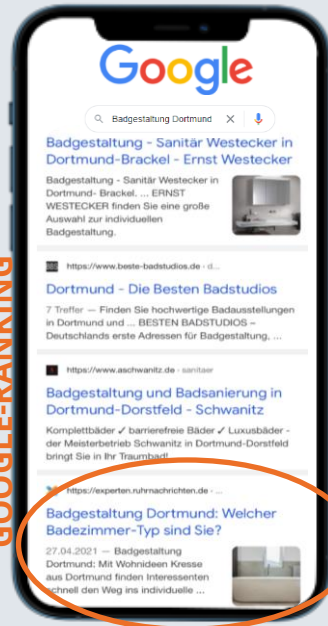 GOOGLE-RANKING
Google
Badgestaltung Dortmund
Badgestaltung - Sanitär Westecker in
Dortmund-Brackel - Ernst Westecker
Badgestaltung - Sanitär Westecker in
Dortmund- Brackel. ... ERNST
WESTECKER finden Sie eine große
Auswahl zur individuellen
Badgestaltung.
https://www.beste-badstudios.de › d...
Dortmund - Die Besten Badstudios
7 Treffer — Finden Sie hochwertige Badausstellungen
in Dortmund und ... BESTEN BADSTUDIOS –
Deutschlands erste Adressen für Badgestaltung, ...
https://www.aschwanitz.de › sanitaer
Badgestaltung und Badsanierung in
Dortmund-Dorstfeld - Schwanitz
Komplettbäder ✓ barrierefreie Bäder ✓ Luxusbäder -
der Meisterbetrieb Schwanitz in Dortmund-Dorstfeld
bringt Sie in Ihr Traumbad!
https://experten.ruhrnachrichten.de › ...
Badgestaltung Dortmund: Welcher
Badezimmer-Typ sind Sie?
27.04.2021 — Badgestaltung
Dortmund: Mit Wohnideen Kresse
aus Dortmund finden Interessenten
schnell den Weg ins individuelle ...